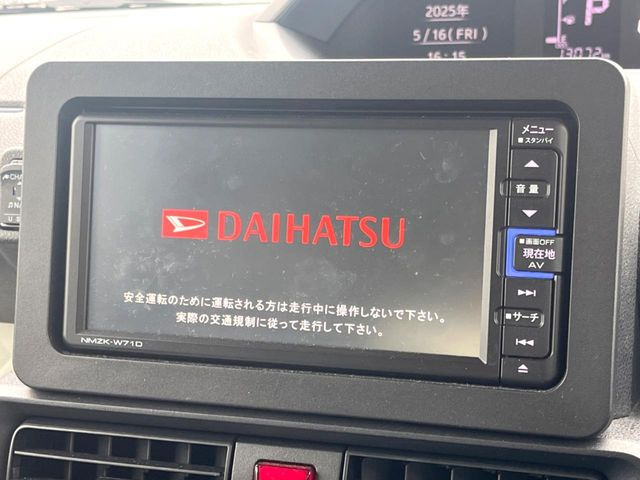 2025年
5/16(FRI)
16:15
P
E
メニュー
■スタンバイ
音量
■画面OFF
現在地
AV
■サーチ
DAIHATSU
安全運転のために運転される方は走行中に操作しないで下さい。
実際の交通規制に従って走行して下さい。
NMZK-W71D